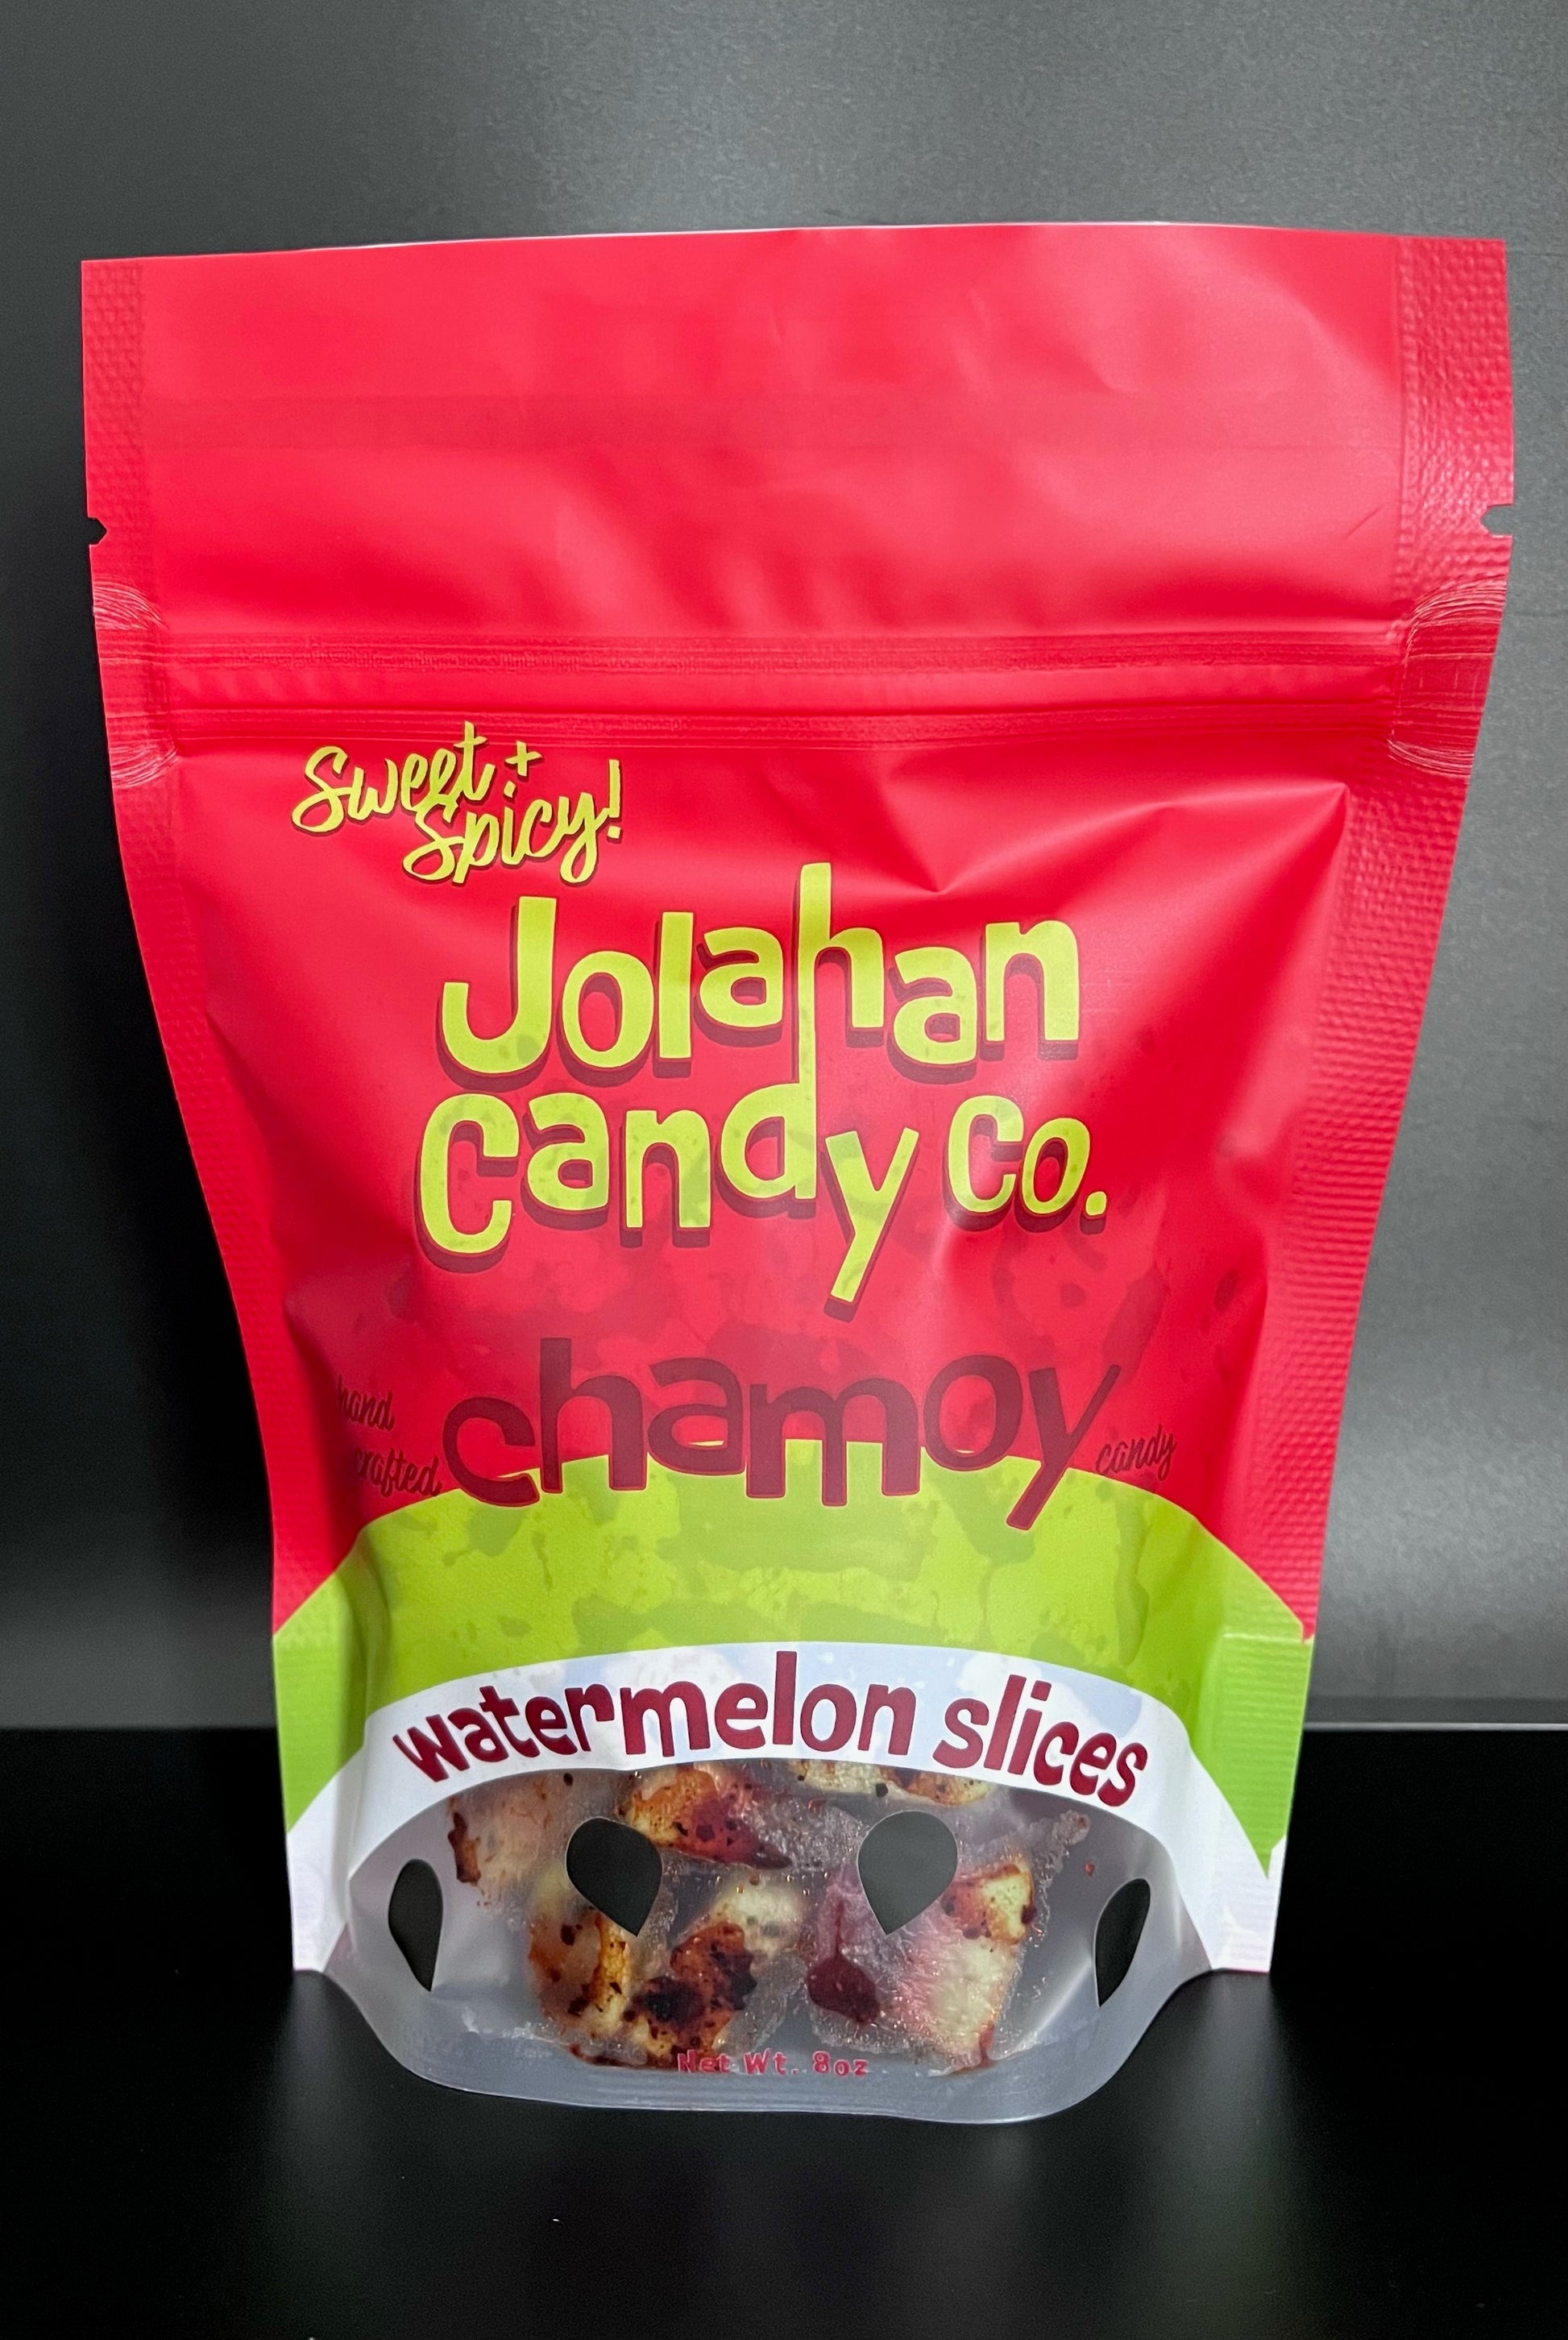 Sweet +
Spicy!
Jolahan
Candy Co.
hand
crafted
chamoy
candy
watermelon slices
Net Wt. 8oz